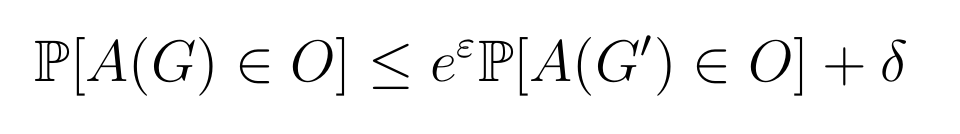 ℙ[A(G) ∈ O] ≤ e^ε ℙ[A(G′) ∈ O] + δ